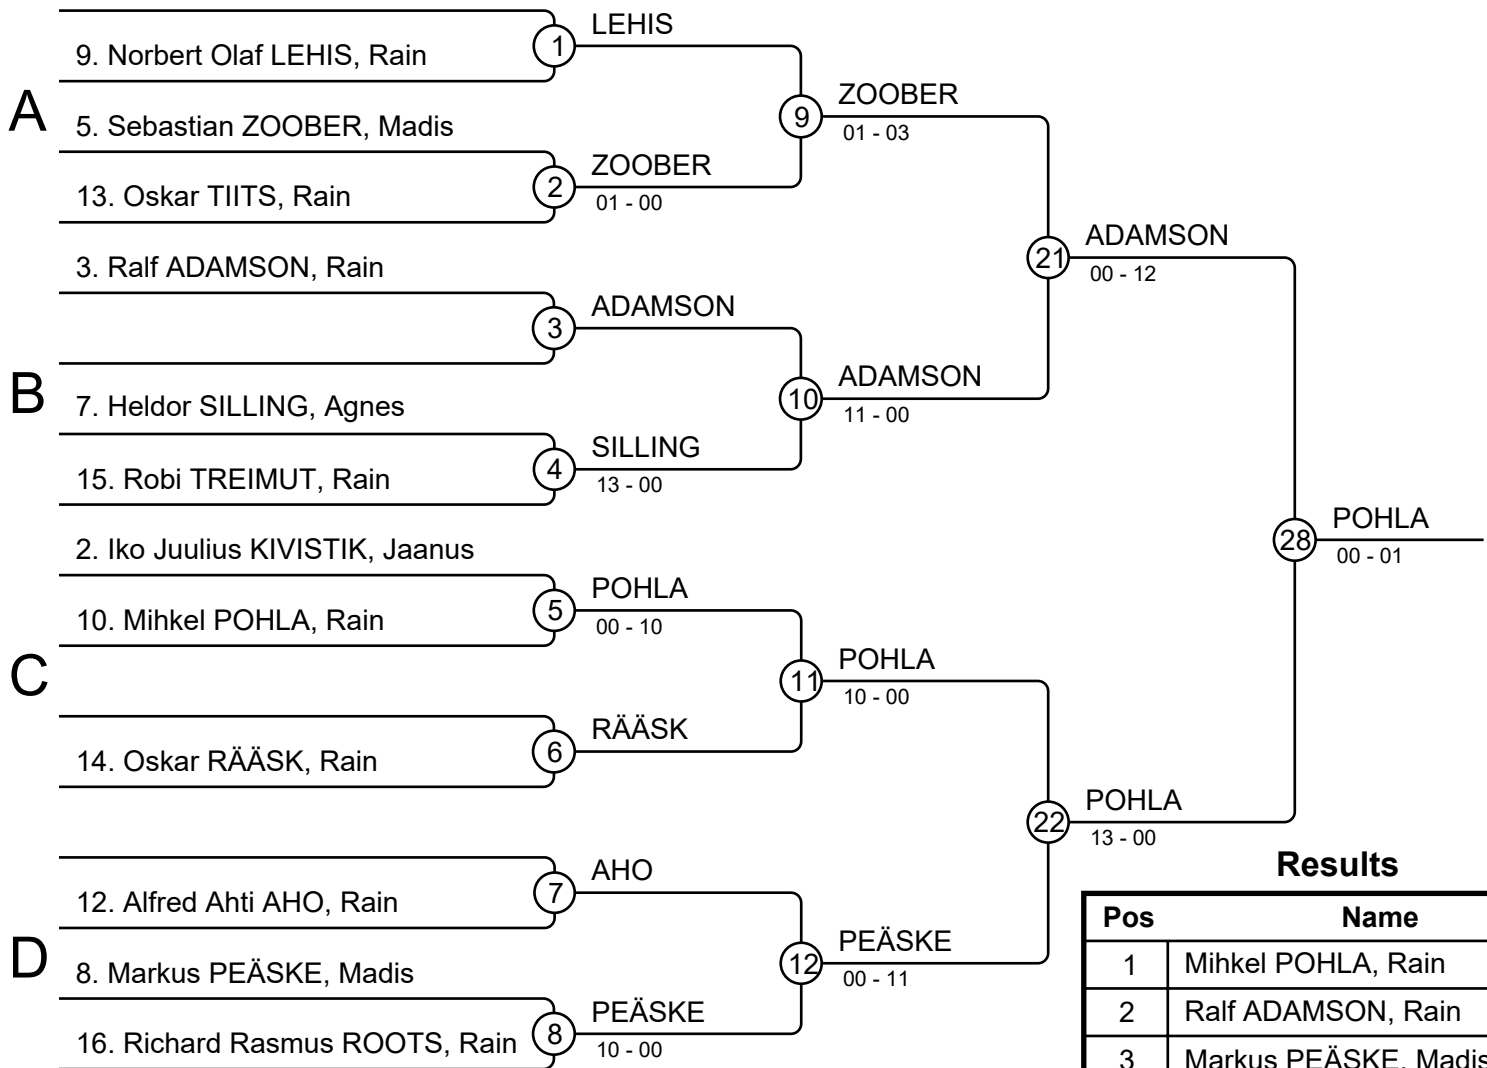 LEHIS
9. Norbert Olaf LEHIS, Rain
1
A
ZOOBER
9
01 - 03
5. Sebastian ZOOBER, Madis
ZOOBER
2
01 - 00
13. Oskar TIITS, Rain
3. Ralf ADAMSON, Rain
ADAMSON
21
00 - 12
ADAMSON
3
B
ADAMSON
10
11 - 00
7. Heldor SILLING, Agnes
SILLING
4
13 - 00
15. Robi TREIMUT, Rain
2. Iko Juulius KIVISTIK, Jaanus
POHLA
28
00 - 01
POHLA
5
00 - 10
10. Mihkel POHLA, Rain
C
POHLA
11
10 - 00
RÄÄSK
6
14. Oskar RÄÄSK, Rain
POHLA
22
13 - 00
AHO
7
12. Alfred Ahti AHO, Rain
D
PEÄSKE
12
00 - 11
8. Markus PEÄSKE, Madis
PEÄSKE
8
10 - 00
16. Richard Rasmus ROOTS, Rain
Results
Pos Name
1 Mihkel POHLA, Rain
2 Ralf ADAMSON, Rain
3 Markus PEÄSKE, Madis